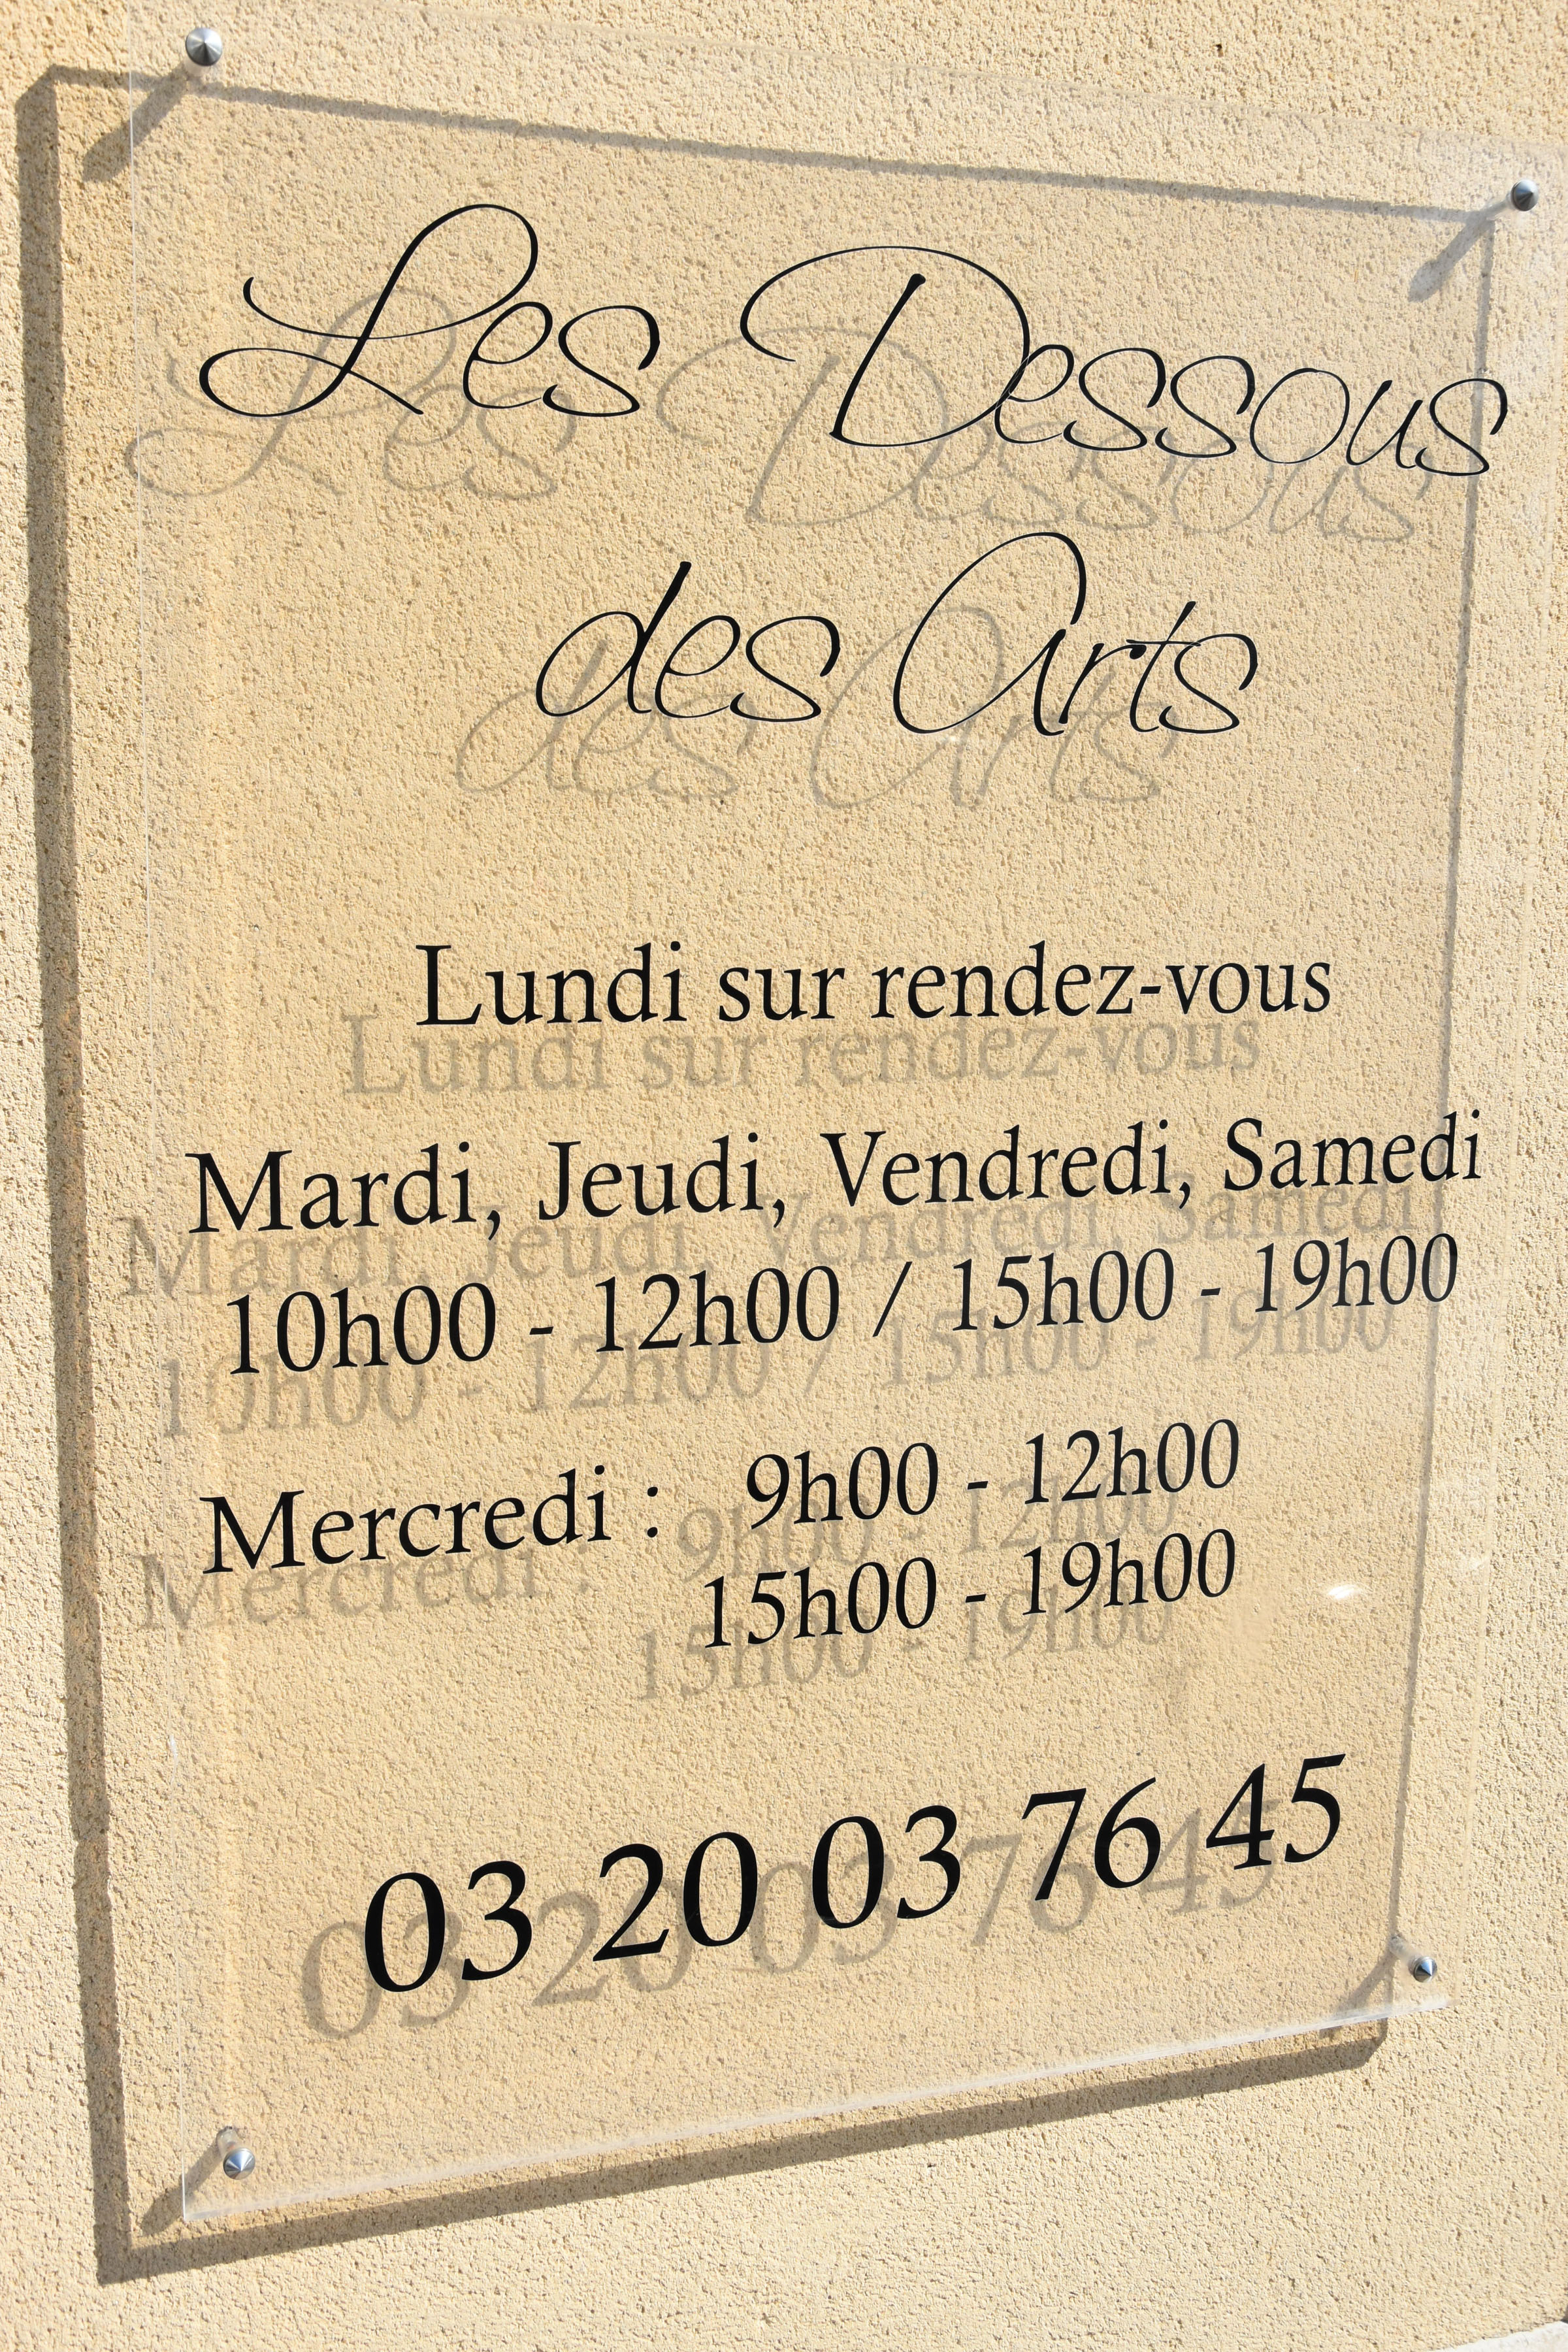 Les Dessous
des Arts
Lundi sur rendez-vous
Mardi, Jeudi, Vendredi, Samedi
10h00 - 12h00 / 15h00 - 19h00
Mercredi : 9h00 - 12h00
15h00 - 19h00
03 20 03 76 45